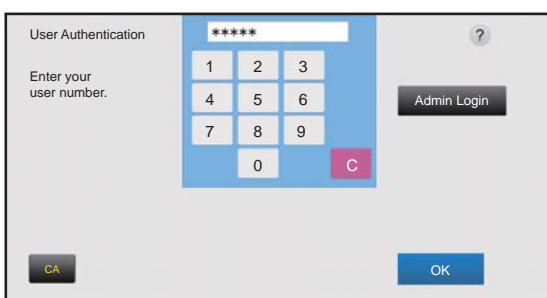 User Authentication
*****
?
Enter your
user number.
1 2 3
4 5 6
7 8 9
0 C
Admin Login
CA
OK